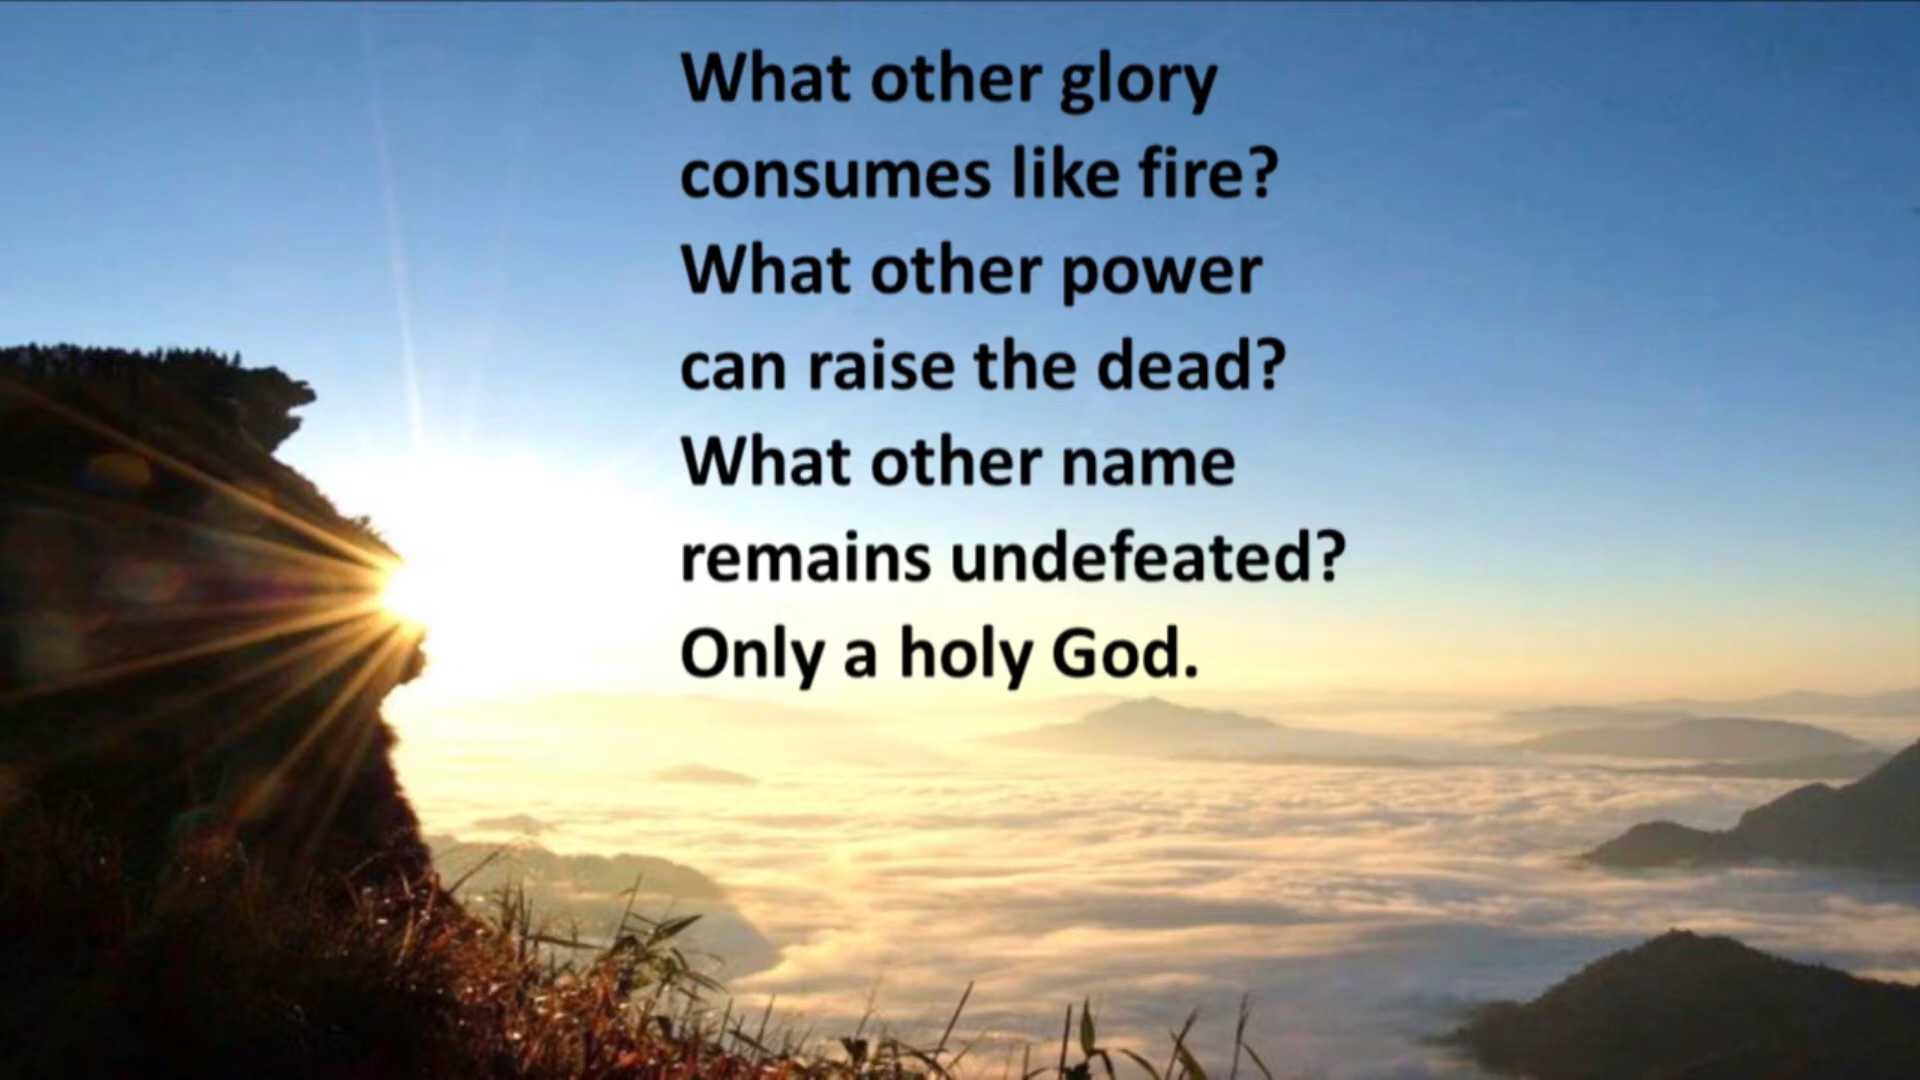 What other glory
consumes like fire?
What other power
can raise the dead?
What other name
remains undefeated?
Only a holy God.